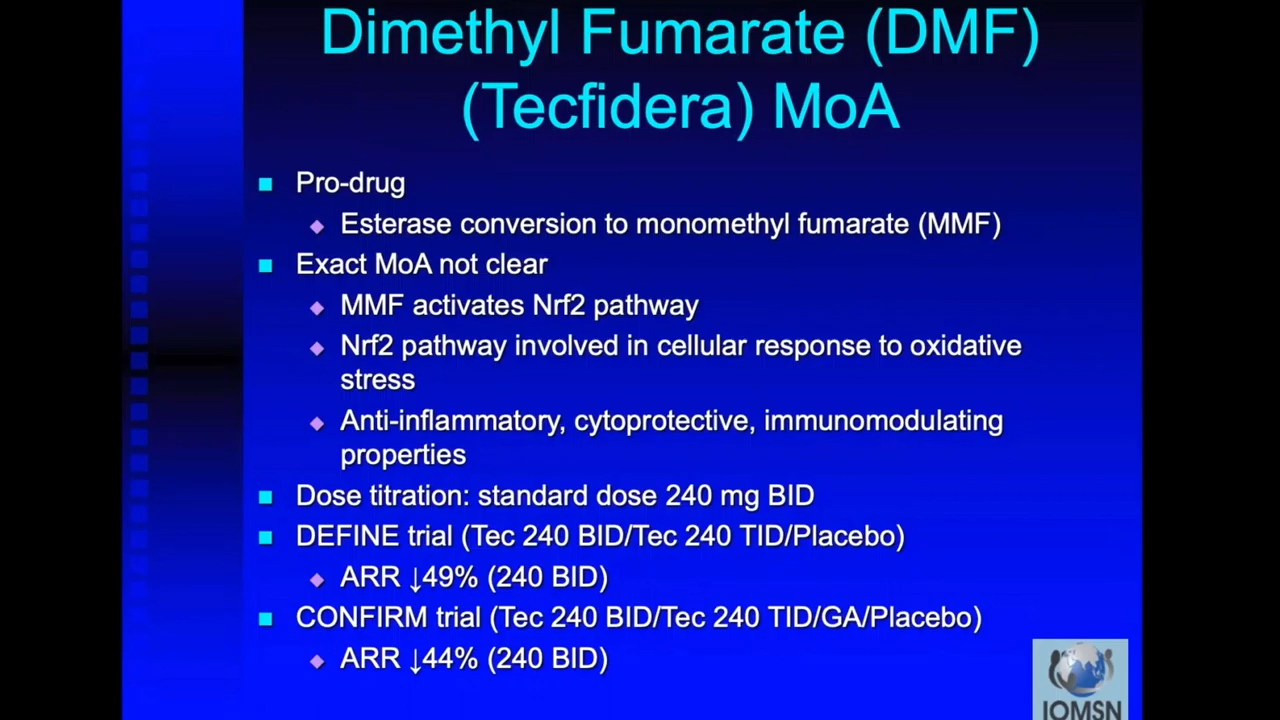 Dimethyl Fumarate (DMF)
(Tecfidera) MoA
Pro-drug
Esterase conversion to monomethyl fumarate (MMF)
Exact MoA not clear
MMF activates Nrf2 pathway
Nrf2 pathway involved in cellular response to oxidative
stress
Anti-inflammatory, cytoprotective, immunomodulating
properties
Dose titration: standard dose 240 mg BID
DEFINE trial (Tec 240 BID/Tec 240 TID/Placebo)
ARR ↓49% (240 BID)
CONFIRM trial (Tec 240 BID/Tec 240 TID/GA/Placebo)
ARR ↓44% (240 BID)
IOMSN